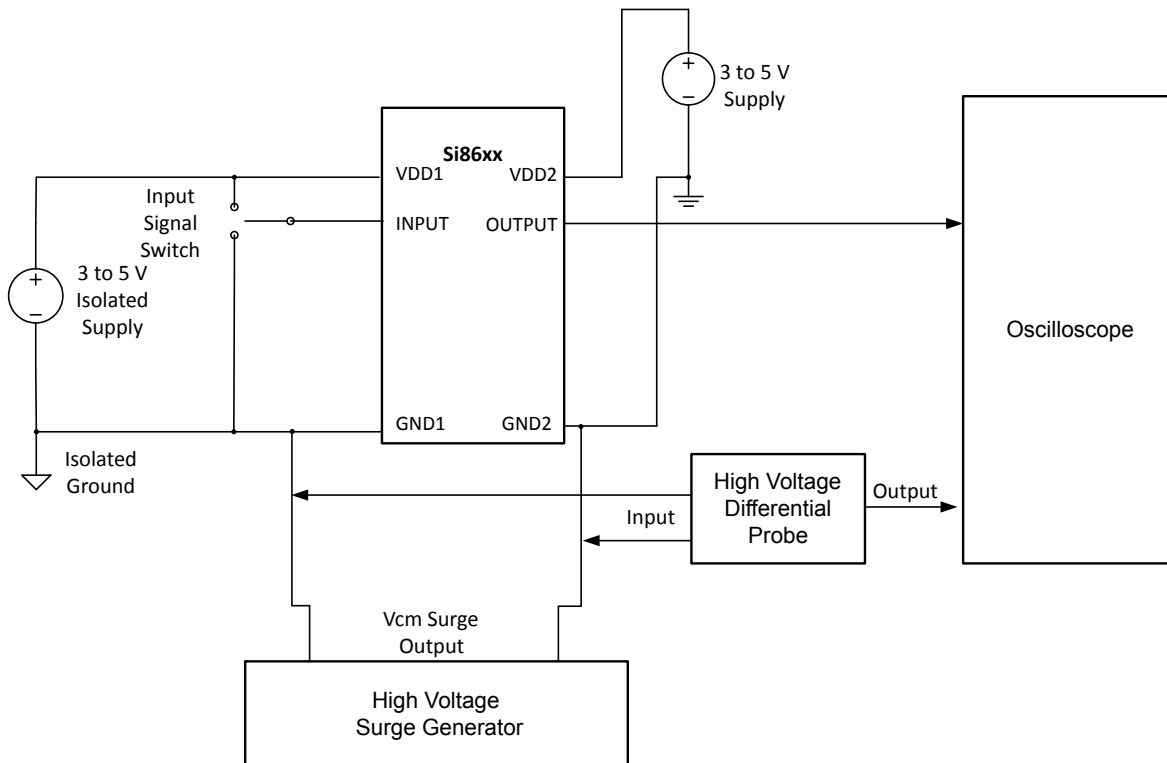 3 to 5 V
Supply
Si86xx
VDD1
VDD2
Input
Signal
Switch
INPUT
OUTPUT
3 to 5 V
Isolated
Supply
Oscilloscope
GND1
GND2
Isolated
Ground
High Voltage
Differential
Probe
Input
Output
Vcm Surge
Output
High Voltage
Surge Generator